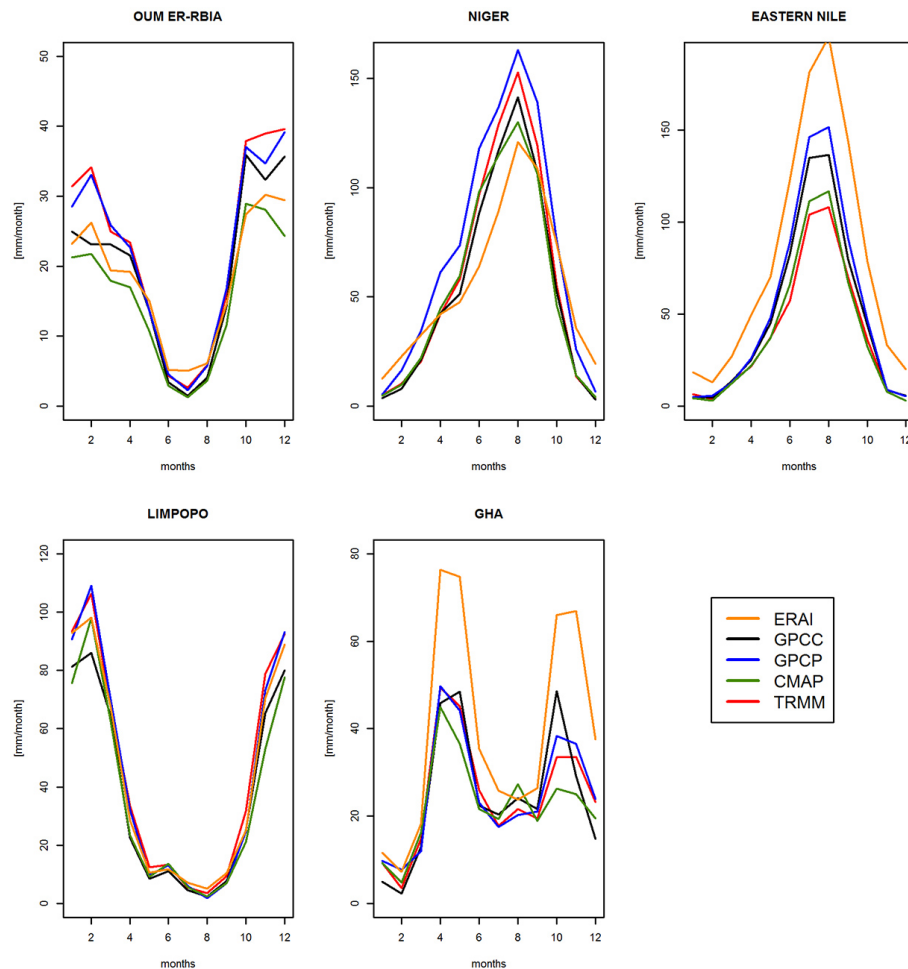 OUM ER-RBIA
NIGER
EASTERN NILE
[mm/month]
0 10 20 30 40 50
2 4 6 8 10 12
months
[mm/month]
0 50 100 150
2 4 6 8 10 12
months
[mm/month]
0 50 100 150
2 4 6 8 10 12
months
LIMPOPO
GHA
[mm/month]
0 20 40 60 80 100 120
2 4 6 8 10 12
months
[mm/month]
0 20 40 60 80
2 4 6 8 10 12
months
ERAI
GPCC
GPCP
CMAP
TRMM